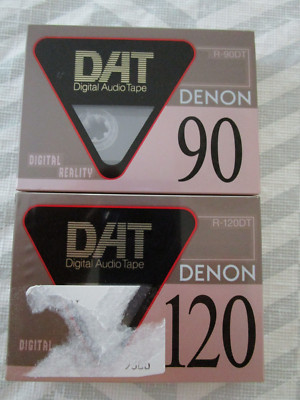 DAT
Digital Audio Tape
R-90DT
DENON
90
DIGITAL
REALITY
DAT
Digital Audio Tape
R-120DT
DENON
120
DIGITAL